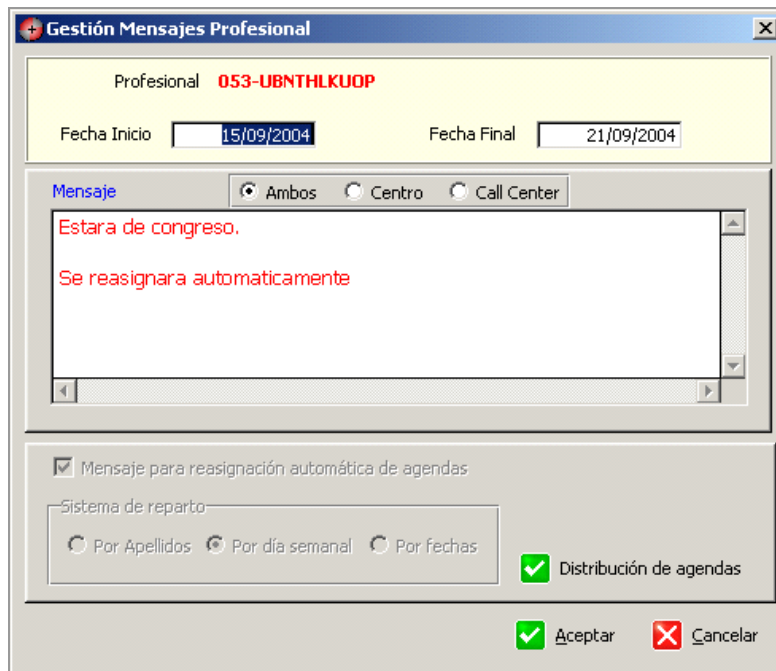 Gestión Mensajes Profesional
Profesional 053-UBNTHLKUOP
Fecha Inicio 15/09/2004 Fecha Final 21/09/2004
Mensaje Ambos Centro Call Center
Estara de congreso.
Se reasignara automaticamente
Mensaje para reasignación automática de agendas
Sistema de reparto
Por Apellidos Por día semanal Por fechas
Distribución de agendas
Aceptar Cancelar